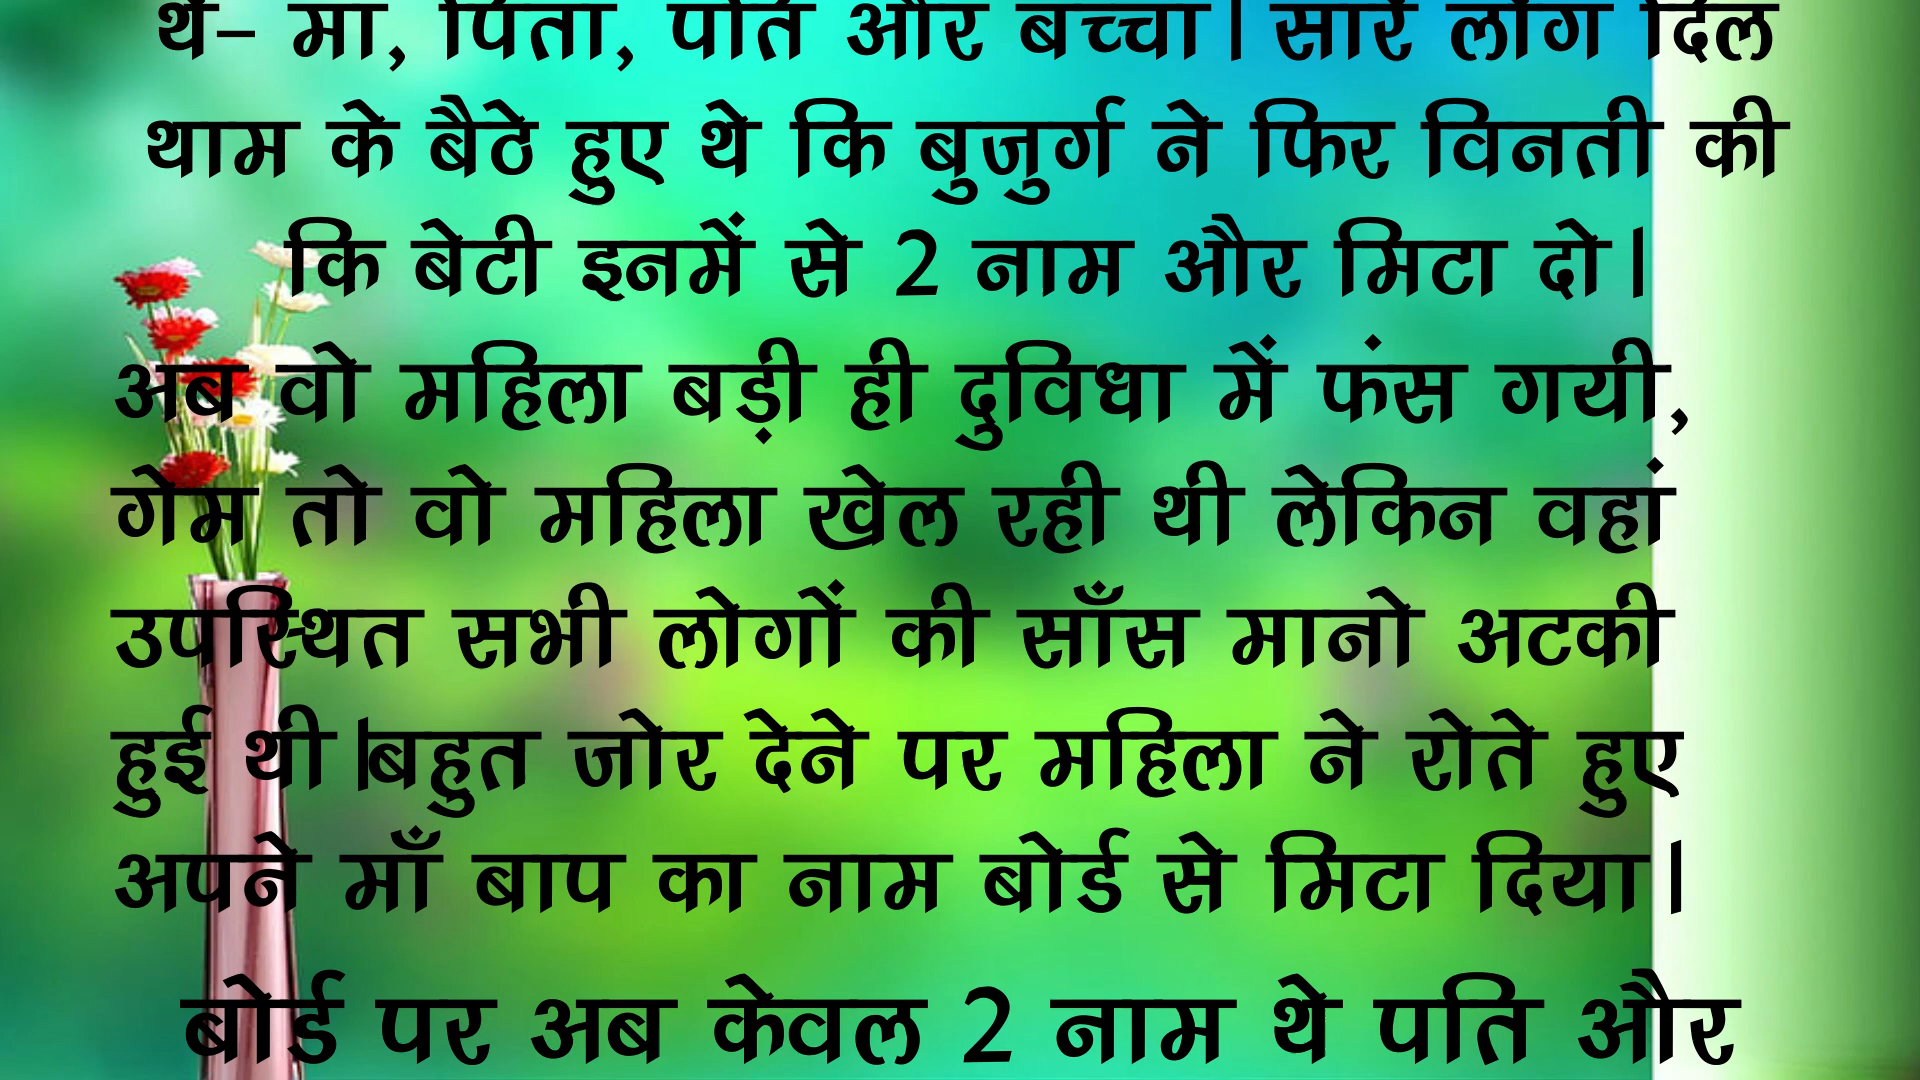 थे– माँ, पिता, पति और बच्चा। सारे लोग दिल
थाम के बैठे हुए थे कि बुजुर्ग ने फिर विनती की
कि बेटी इनमें से 2 नाम और मिटा दो।
अब वो महिला बड़ी ही दुविधा में फंस गयी,
गेम तो वो महिला खेल रही थी लेकिन वहां
उपस्थित सभी लोगों की साँस मानो अटकी
हुई थी।बहुत जोर देने पर महिला ने रोते हुए
अपने माँ बाप का नाम बोर्ड से मिटा दिया।
बोर्ड पर अब केवल 2 नाम थे पति और